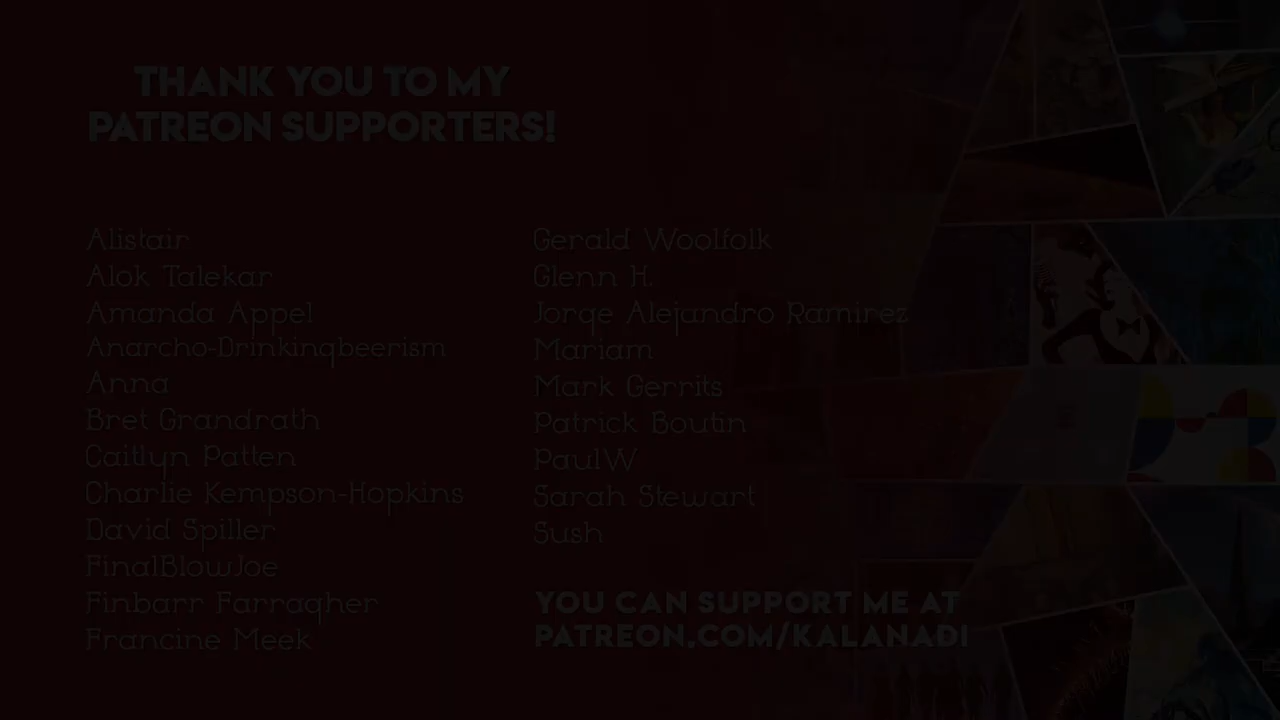 THANK YOU TO MY
PATREON SUPPORTERS!
Alistair
Alok Talekar
Amanda Appel
Anarcho-Drinkingbeerism
Anna
Bret Grandrath
Caitlyn Patten
Charlie Kempson-Hopkins
David Spiller
FinalBlowJoe
Finbarr Farragher
Francine Meek
Gerald Woolfolk
Glenn H.
Jorge Alejandro Ramirez
Mariam
Mark Gerrits
Patrick Boutin
PaulW
Sarah Stewart
Sush
YOU CAN SUPPORT ME AT
PATREON.COM/KALANADI